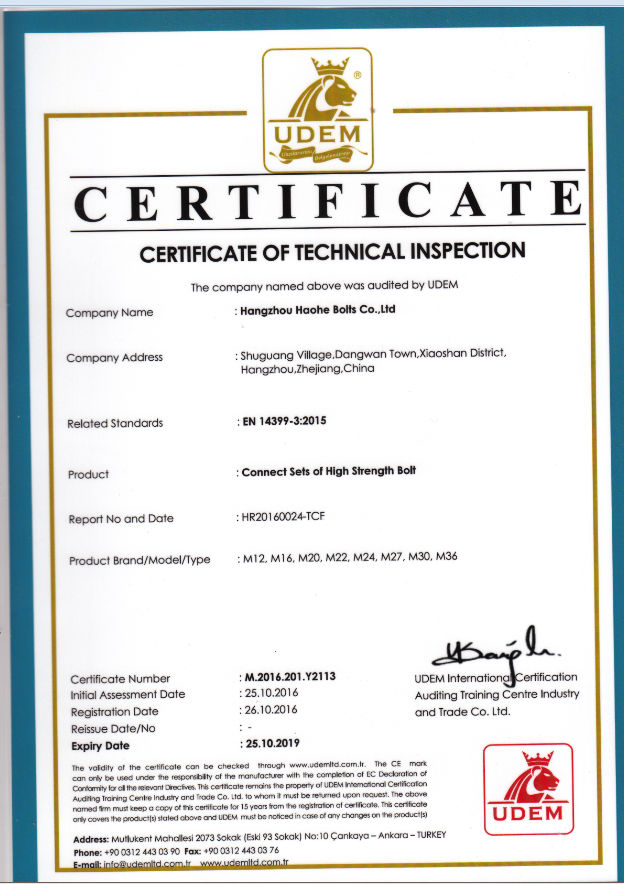 UDEM
Uluslararası Belgelendirme
CERTIFICATE
CERTIFICATE OF TECHNICAL INSPECTION
The company named above was audited by UDEM
Company Name : Hangzhou Haohe Bolts Co.,Ltd
Company Address : Shuguang Village,Dangwan Town,Xiaoshan District,
Hangzhou,Zhejiang,China
Related Standards : EN 14399-3:2015
Product : Connect Sets of High Strength Bolt
Report No and Date : HR20160024-TCF
Product Brand/Model/Type : M12, M16, M20, M22, M24, M27, M30, M36
Certificate Number : M.2016.201.Y2113
Initial Assessment Date : 25.10.2016
Registration Date : 26.10.2016
Reissue Date/No : -
Expiry Date : 25.10.2019
UDEM International Certification
Auditing Training Centre Industry
and Trade Co. Ltd.
The validity of the certificate can be checked through www.udemltd.com.tr. The CE mark
can only be used under the responsibility of the manufacturer with the completion of EC Declaration of
Conformity for all the relevant Directives. This certificate remains the property of UDEM International Certification
Auditing Training Centre Industry and Trade Co. Ltd. to whom it must be returned upon request. The above
named firm must keep a copy of this certificate for 15 years from the registration of certificate. This certificate
only covers the product(s) stated above and UDEM must be noticed in case of any changes on the product(s)
UDEM
Address: Mutlukent Mahallesi 2073 Sokak (Eski 93 Sokak) No:10 Çankaya – Ankara – TURKEY
Phone: +90 0312 443 03 90 Fax: +90 0312 443 03 76
E-mail: info@udemltd.com.tr www.udemltd.com.tr